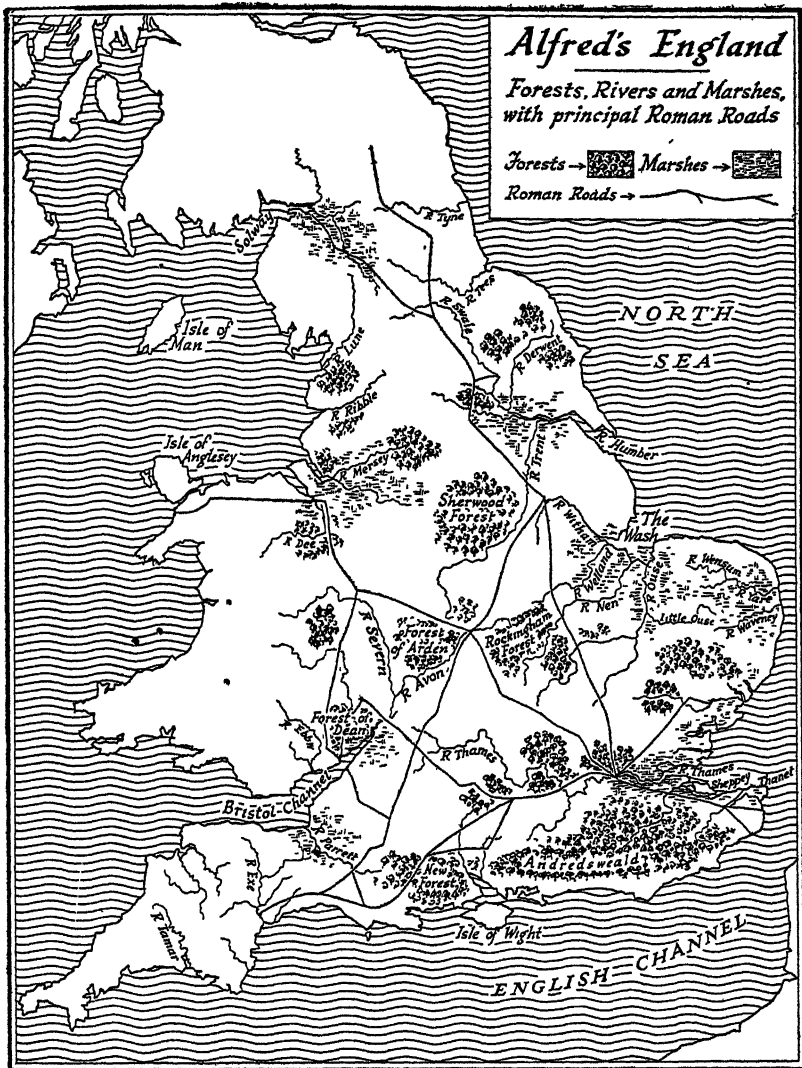 Alfred's England
Forests, Rivers and Marshes,
with principal Roman Roads
Forests → Marshes →
Roman Roads →
Solway
R Eden
R Tyne
R Tees
R Swale
NORTH
SEA
Isle of
Man
R Lune
R Derwent
R Ribble
R Humber
Isle of
Anglesey
R Mersey
R Trent
Sherwood
Forest
R Witham
The
Wash
R Dee
R Welland
R Ouse
R Wensum
R Yare
R Nen
Little Ouse
R Waveney
R Severn
Forest
of Arden
Rockingham
Forest
R Avon
Forest of
Dean
R Thames
R Thames
Sheppey
Thanet
Bristol Channel
R Parrett
Andredsweald
R Exe
New
Forest
R Tamar
Isle of Wight
ENGLISH CHANNEL